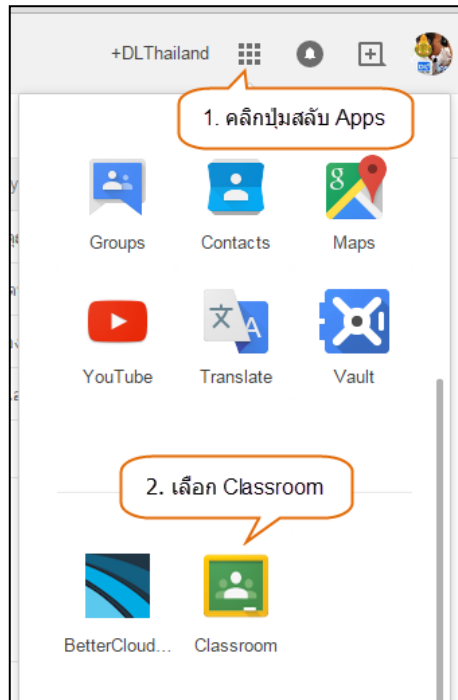 +DLThailand
1. คลิกปุ่มสลับ Apps
Groups Contacts Maps
YouTube Translate Vault
2. เลือก Classroom
BetterCloud... Classroom